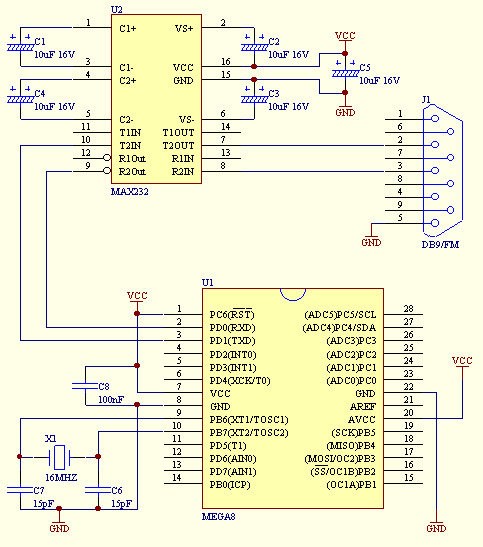 U2
1 C1+ VS+ 2
C1
10uF 16V
C2
10uF 16V
VCC
3 C1- VCC 16
4 C2+ GND 15
C4
10uF 16V
C3
10uF 16V
C5
10uF 16V
GND
5 C2- VS- 6
11 T1IN T1OUT 14
10 T2IN T2OUT 7
12 R1Out R1IN 13
9 R2Out R2IN 8
MAX232
J1
1
6
2
7
3
8
4
9
5
GND
DB9/FM
U1
VCC
1 PC6(RST) (ADC5)PC5/SCL 28
2 PD0(RXD) (ADC4)PC4/SDA 27
3 PD1(TXD) (ADC3)PC3 26
4 PD2(INT0) (ADC2)PC2 25
5 PD3(INT1) (ADC1)PC1 24
6 PD4(XCK/T0) (ADC0)PC0 23
7 VCC GND 22
8 GND AREF 21
9 PB6(XT1/TOSC1) AVCC 20
10 PB7(XT2/TOSC2) (SCK)PB5 19
11 PD5(T1) (MISO)PB4 18
12 PD6(AIN0) (MOSI/OC2)PB3 17
13 PD7(AIN1) (SS/OC1B)PB2 16
14 PB0(ICP) (OC1A)PB1 15
MEGA8
VCC
C8
100nF
X1
16MHZ
C7
15pF
C6
15pF
GND
GND